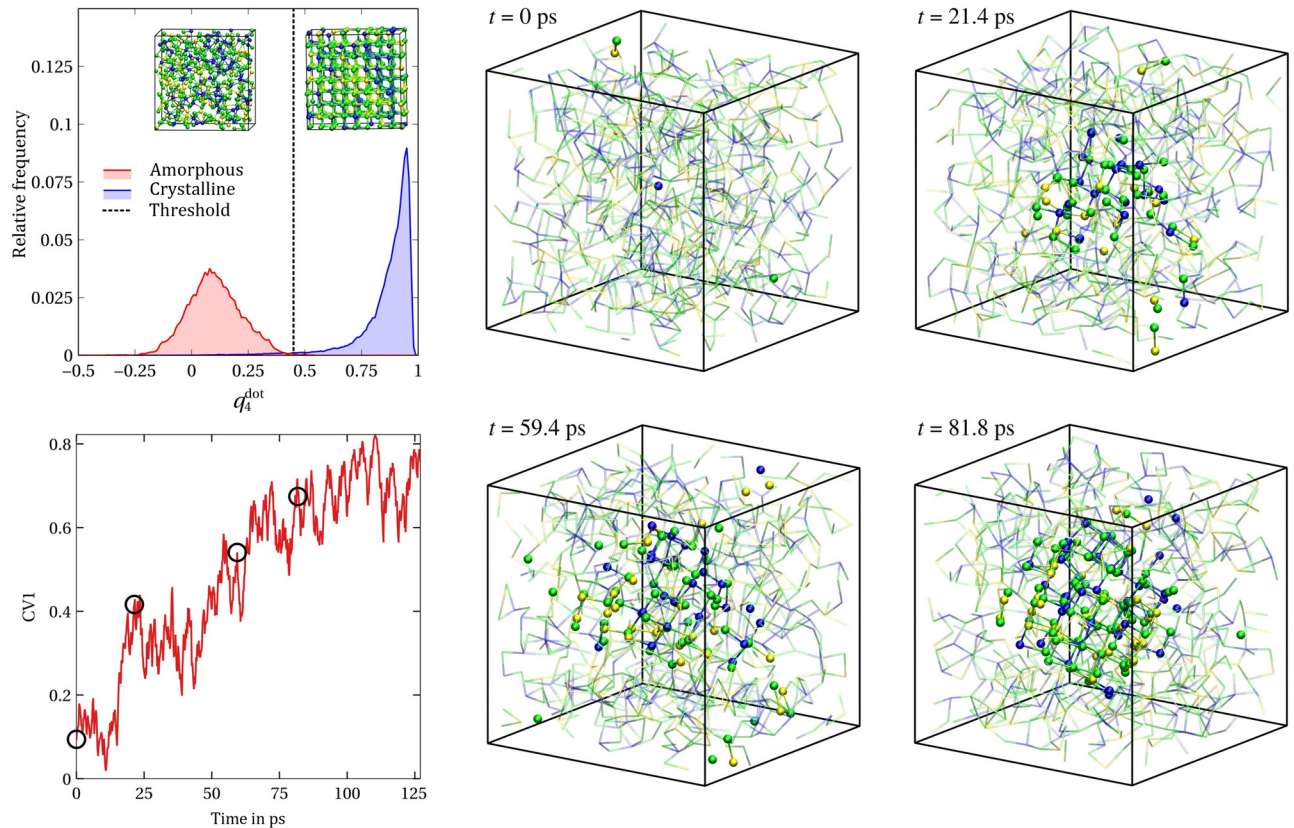 0.125
0.1
0.075
0.05
0.025
0
Relative frequency
Amorphous
Crystalline
Threshold
−0.5
−0.25
0
0.25
0.5
0.75
1
q₄ᵈᵒᵗ
t = 0 ps
t = 21.4 ps
0.8
0.6
0.4
0.2
0
CV1
0
25
50
75
100
125
Time in ps
t = 59.4 ps
t = 81.8 ps